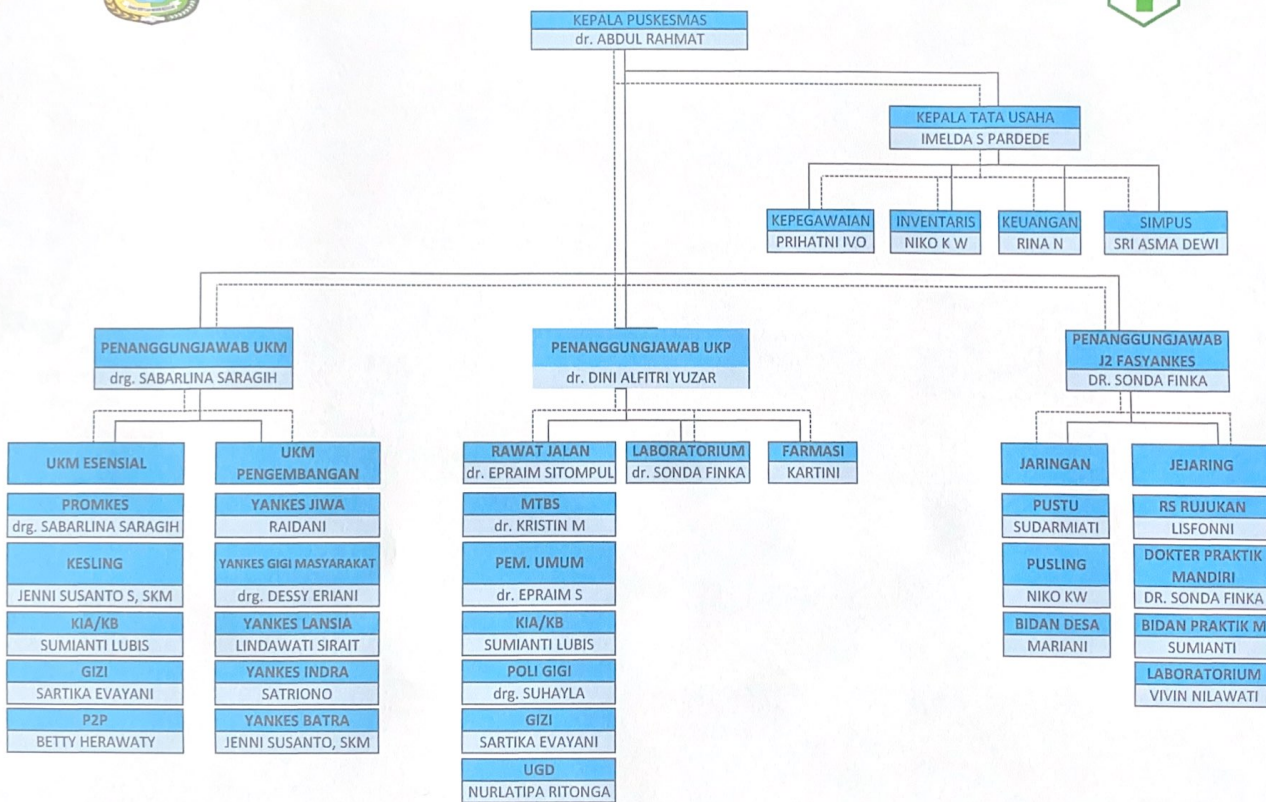 KEPALA PUSKESMAS
dr. ABDUL RAHMAT
KEPALA TATA USAHA
IMELDA S PARDEDE
KEPEGAWAIAN
PRIHATNI IVO
INVENTARIS
NIKO K W
KEUANGAN
RINA N
SIMPUS
SRI ASMA DEWI
PENANGGUNGJAWAB UKM
drg. SABARLINA SARAGIH
PENANGGUNGJAWAB UKP
dr. DINI ALFITRI YUZAR
PENANGGUNGJAWAB
J2 FASYANKES
DR. SONDA FINKA
UKM ESENSIAL
PROMKES
drg. SABARLINA SARAGIH
KESLING
JENNI SUSANTO S, SKM
KIA/KB
SUMIANTI LUBIS
GIZI
SARTIKA EVAYANI
P2P
BETTY HERAWATY
UKM
PENGEMBANGAN
YANKES JIWA
RAIDANI
YANKES GIGI MASYARAKAT
drg. DESSY ERIANI
YANKES LANSIA
LINDAWATI SIRAIT
YANKES INDRA
SATRIONO
YANKES BATRA
JENNI SUSANTO, SKM
RAWAT JALAN
dr. EPRAIM SITOMPUL
MTBS
dr. KRISTIN M
PEM. UMUM
dr. EPRAIM S
KIA/KB
SUMIANTI LUBIS
POLI GIGI
drg. SUHAYLA
GIZI
SARTIKA EVAYANI
UGD
NURLATIPA RITONGA
LABORATORIUM
dr. SONDA FINKA
FARMASI
KARTINI
JARINGAN
PUSTU
SUDARMIATI
PUSLING
NIKO KW
BIDAN DESA
MARIANI
JEJARING
RS RUJUKAN
LISFONNI
DOKTER PRAKTIK
MANDIRI
DR. SONDA FINKA
BIDAN PRAKTIK M
SUMIANTI
LABORATORIUM
VIVIN NILAWATI